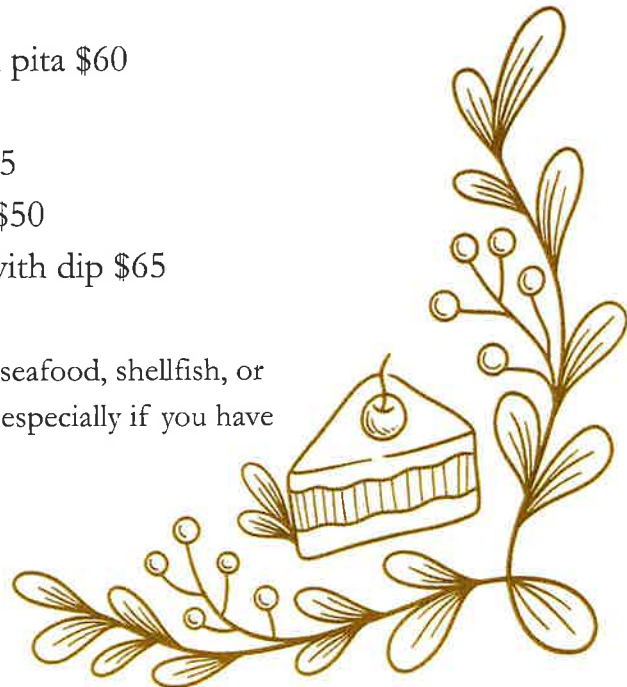 pita $60
5
$50
with dip $65
seafood, shellfish, or
especially if you have